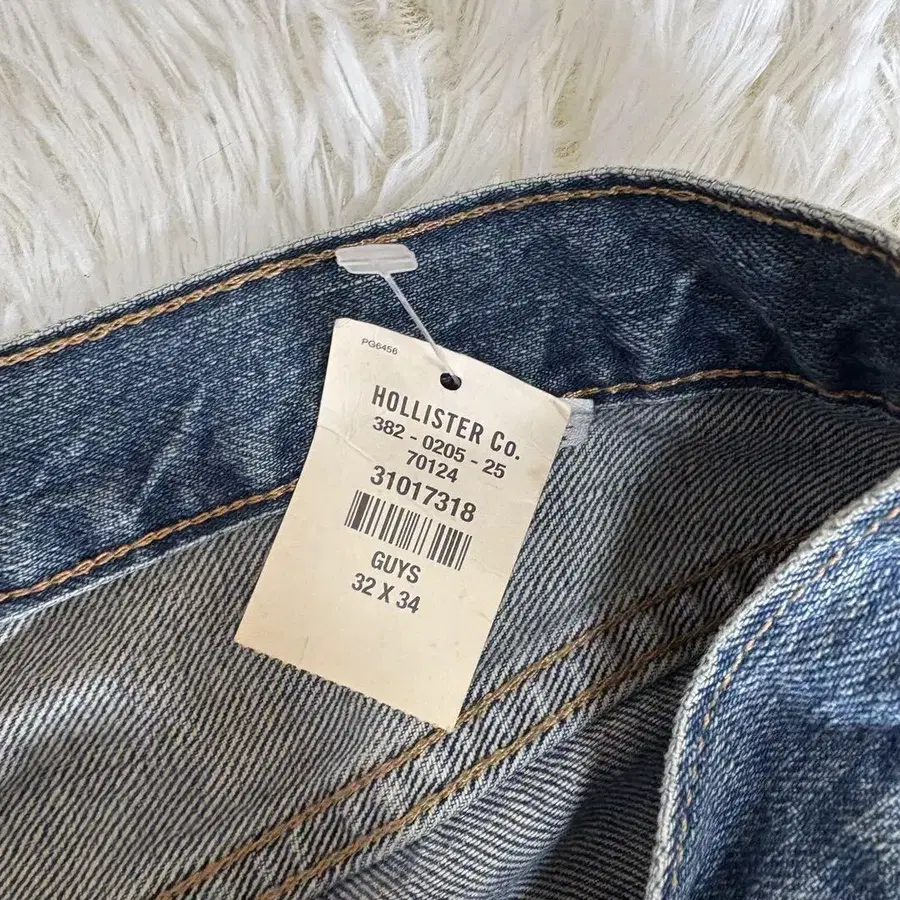 PG6456
HOLLISTER Co.
382 - 0205 - 25
70124
31017318
GUYS
32 X 34